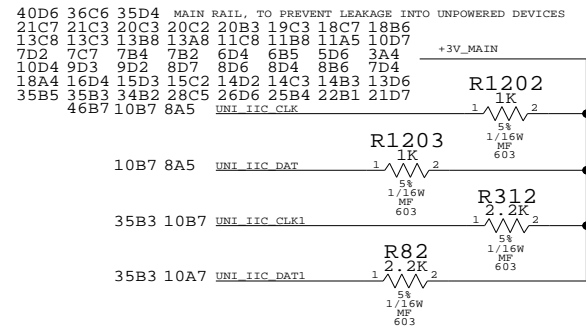 40D6 36C6 35D4 MAIN RAIL, TO PREVENT LEAKAGE INTO UNPOWERED DEVICES
21C7 21C3 20C3 20C2 20B3 19C3 18C7 18B6
13C8 13C3 13B8 13A8 11C8 11B8 11A5 10D7
7D2 7C7 7B4 7B2 6D4 6B5 5D6 3A4
+3V_MAIN
10D4 9D3 9D2 8D7 8D6 8D4 8B6 7D4
18A4 16D4 15D3 15C2 14D2 14C3 14B3 13D6
35B5 35B3 34B2 28C5 26D6 25B4 22B1 21D7
46B7 10B7 8A5 UNI_IIC_CLK
R1202
1K
1 2
5%
1/16W
MF
603
10B7 8A5 UNI_IIC_DAT
R1203
1K
1 2
5%
1/16W
MF
603
35B3 10B7 UNI_IIC_CLK1
R312
2.2K
1 2
5%
1/16W
MF
603
35B3 10A7 UNI_IIC_DAT1
R82
2.2K
1 2
5%
1/16W
MF
603